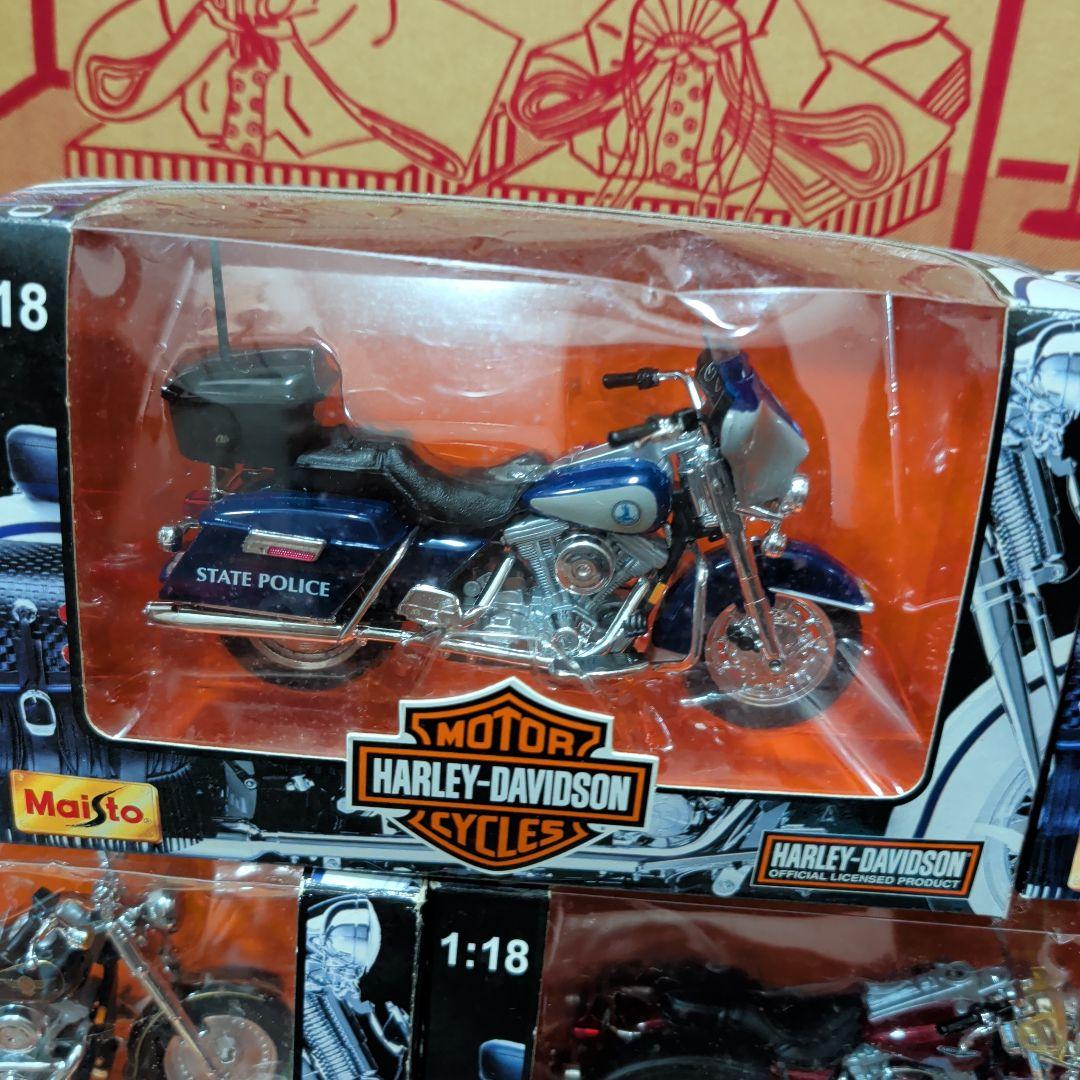 18
STATE POLICE
MOTOR
HARLEY-DAVIDSON
CYCLES
Maisto
HARLEY-DAVIDSON
OFFICIAL LICENSED PRODUCT
1:18